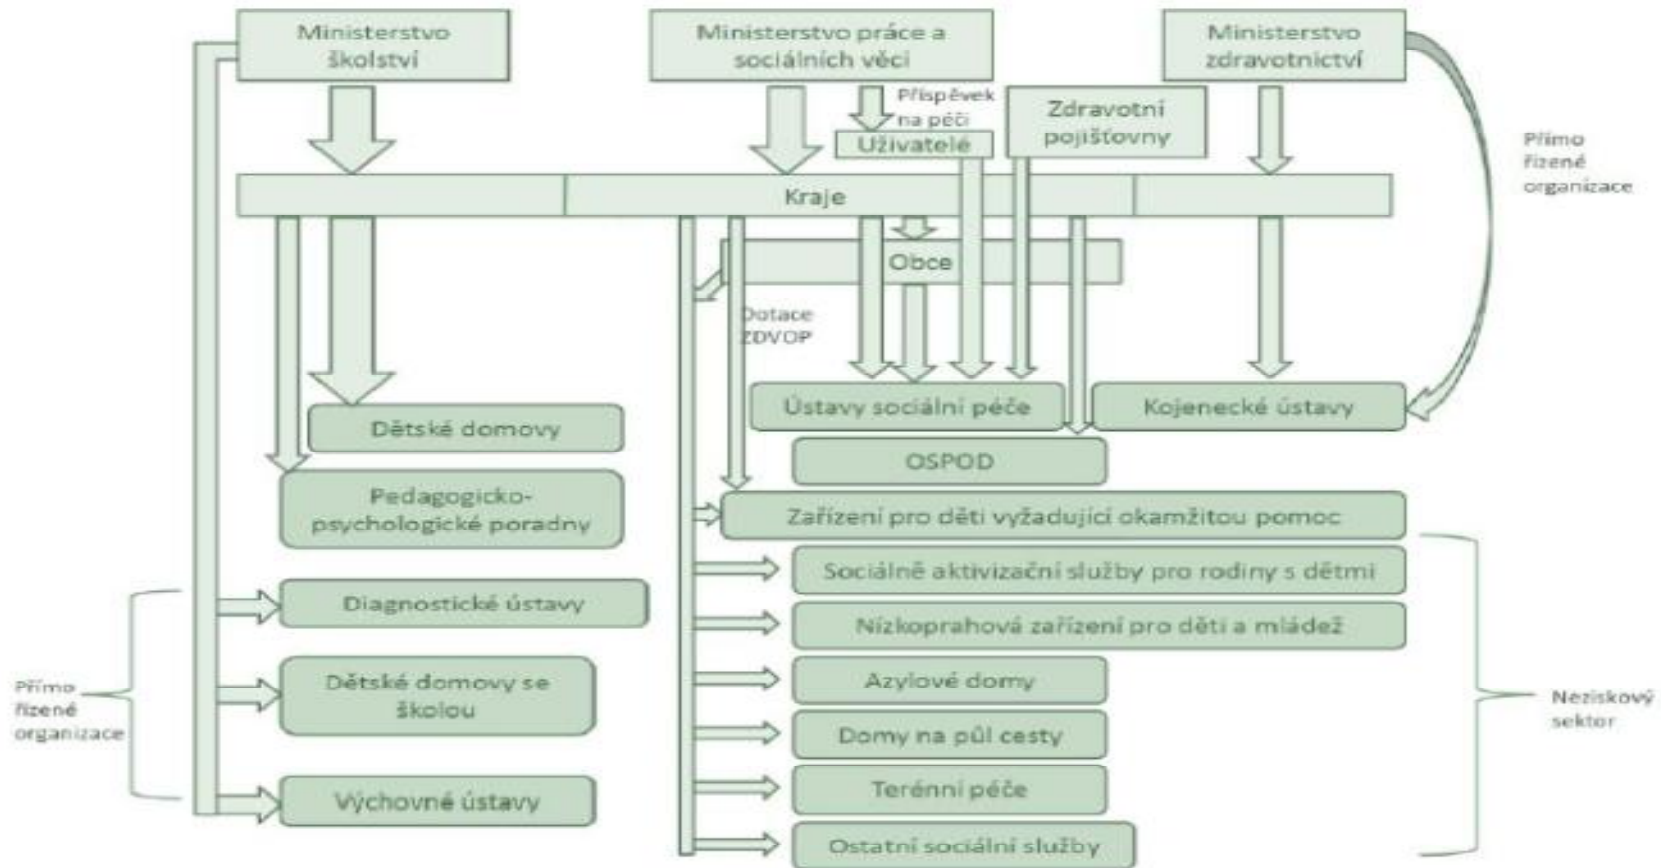 Ministerstvo
školství
Ministerstvo práce a
sociálních věcí
Ministerstvo
zdravotnictví
Příspěvek
na péči
Uživatelé
Zdravotní
pojišťovny
Přímo
řízené
organizace
Kraje
Obce
Dotace
ZDVOP
Ústavy sociální péče
Kojenecké ústavy
Dětské domovy
OSPOD
Pedagogicko-
psychologické poradny
Zařízení pro děti vyžadující okamžitou pomoc
Sociálně aktivizační služby pro rodiny s dětmi
Diagnostické ústavy
Nízkoprahová zařízení pro děti a mládež
Přímo
řízené
organizace
Dětské domovy se
školou
Azylové domy
Neziskový
sektor
Domy na půl cesty
Výchovné ústavy
Terénní péče
Ostatní sociální služby